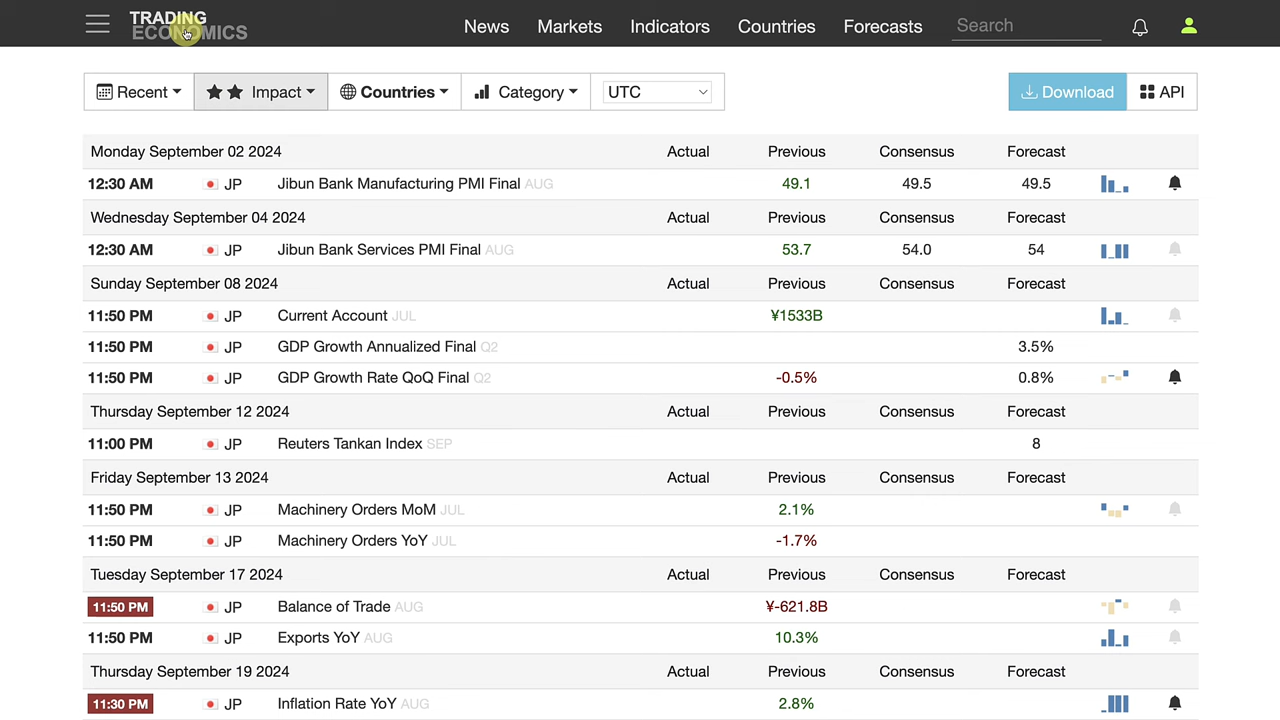 TRADING
ECONOMICS
News Markets Indicators Countries Forecasts Search
Recent Impact Countries Category UTC Download API
Monday September 02 2024 Actual Previous Consensus Forecast
12:30 AM JP Jibun Bank Manufacturing PMI Final AUG 49.1 49.5 49.5
Wednesday September 04 2024 Actual Previous Consensus Forecast
12:30 AM JP Jibun Bank Services PMI Final AUG 53.7 54.0 54
Sunday September 08 2024 Actual Previous Consensus Forecast
11:50 PM JP Current Account JUL ¥1533B
11:50 PM JP GDP Growth Annualized Final Q2 3.5%
11:50 PM JP GDP Growth Rate QoQ Final Q2 -0.5% 0.8%
Thursday September 12 2024 Actual Previous Consensus Forecast
11:00 PM JP Reuters Tankan Index SEP 8
Friday September 13 2024 Actual Previous Consensus Forecast
11:50 PM JP Machinery Orders MoM JUL 2.1%
11:50 PM JP Machinery Orders YoY JUL -1.7%
Tuesday September 17 2024 Actual Previous Consensus Forecast
11:50 PM JP Balance of Trade AUG ¥-621.8B
11:50 PM JP Exports YoY AUG 10.3%
Thursday September 19 2024 Actual Previous Consensus Forecast
11:30 PM JP Inflation Rate YoY AUG 2.8%